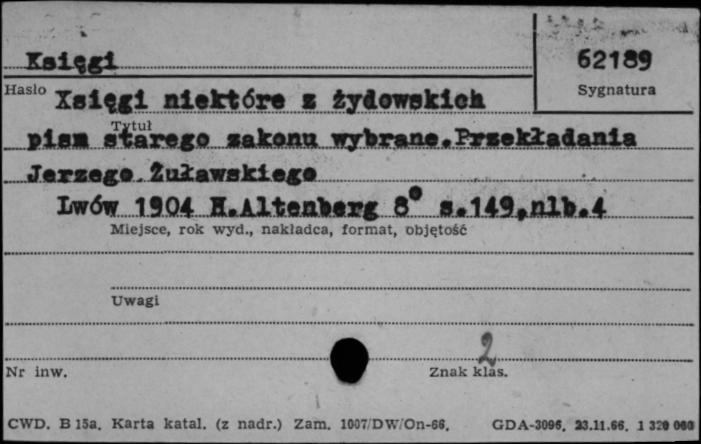 Księgi
62189
Hasło
Sygnatura
Xsięgi niektóre z żydowskich
Tytuł
pism starego zakonu wybrane.Przekładania
Jerzego Żuławskiego
Lwów 1904 H.Altenberg 8° s.149,nlb.4
Miejsce, rok wyd., nakładca, format, objętość
Uwagi
2
Nr inw.
Znak klas.
CWD. B 15a. Karta katal. (z nadr.) Zam. 1007/DW/On-66. GDA-3096. 23.11.66. 1 320 000